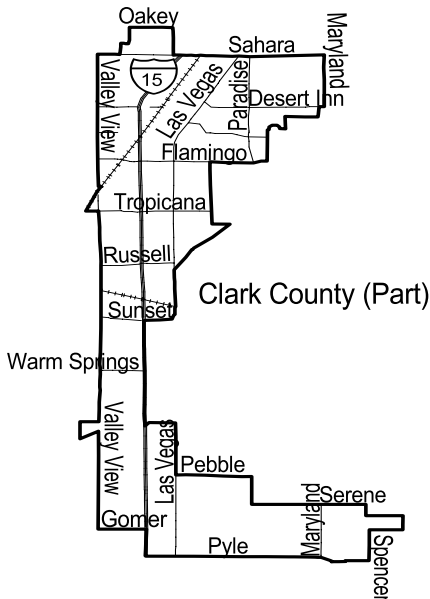 Oakey
Sahara
Maryland
Valley View
15
Las Vegas
Paradise
Desert Inn
Flamingo
Tropicana
Russell
Clark County (Part)
Sunset
Warm Springs
Valley View
Las Vegas
Pebble
Maryland
Serene
Gomer
Pyle
Spencer